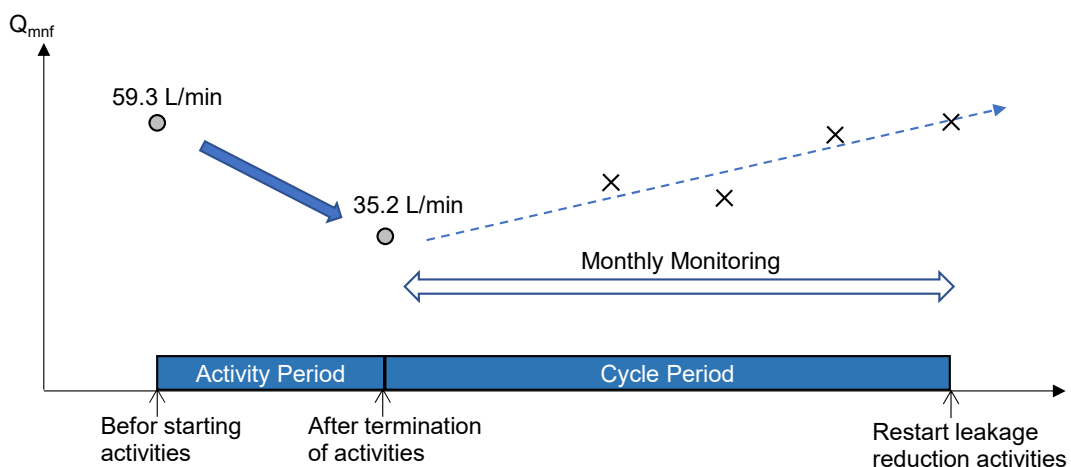 Qmnf
59.3 L/min
35.2 L/min
Monthly Monitoring
Activity Period
Cycle Period
Befor starting
activities
After termination
of activities
Restart leakage
reduction activities